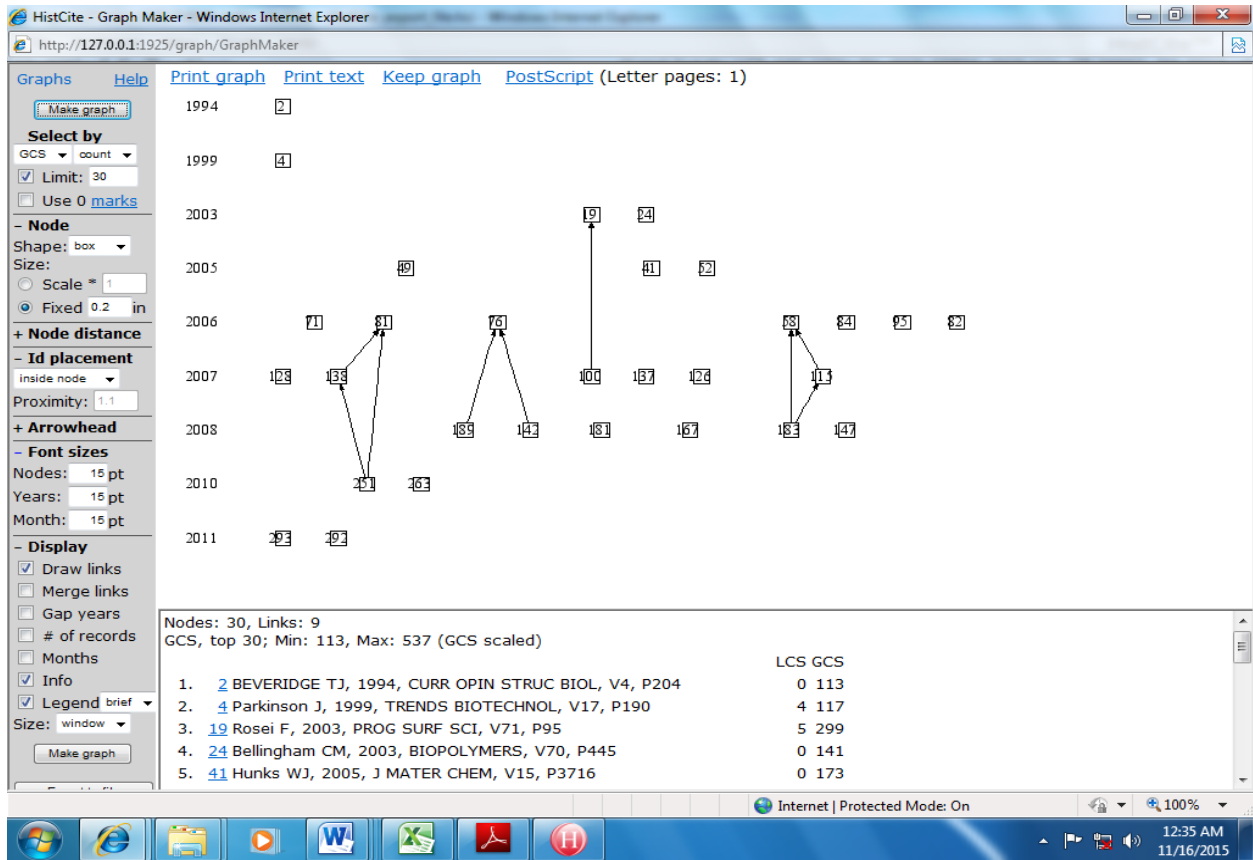 HistCite - Graph Maker - Windows Internet Explorer
http://127.0.0.1:1925/graph/GraphMaker
Graphs Help
Make graph
Select by
GCS count
Limit: 30
Use 0 marks
– Node
Shape: box
Size:
Scale * 1
Fixed 0.2 in
+ Node distance
– Id placement
inside node
Proximity: 1.1
+ Arrowhead
– Font sizes
Nodes: 15 pt
Years: 15 pt
Month: 15 pt
– Display
Draw links
Merge links
Gap years
# of records
Months
Info
Legend brief
Size: window
Make graph
Print graph Print text Keep graph PostScript (Letter pages: 1)
1994 2
1999 4
2003 19 24
2005 49 41 52
2006 71 81 76 58 84 95 82
2007 128 138 100 137 126 115
2008 189 142 181 167 183 147
2010 251 263
2011 293 292
Nodes: 30, Links: 9
GCS, top 30; Min: 113, Max: 537 (GCS scaled)
LCS GCS
1. 2 BEVERIDGE TJ, 1994, CURR OPIN STRUC BIOL, V4, P204 0 113
2. 4 Parkinson J, 1999, TRENDS BIOTECHNOL, V17, P190 4 117
3. 19 Rosei F, 2003, PROG SURF SCI, V71, P95 5 299
4. 24 Bellingham CM, 2003, BIOPOLYMERS, V70, P445 0 141
5. 41 Hunks WJ, 2005, J MATER CHEM, V15, P3716 0 173
Internet | Protected Mode: On
100%
12:35 AM
11/16/2015